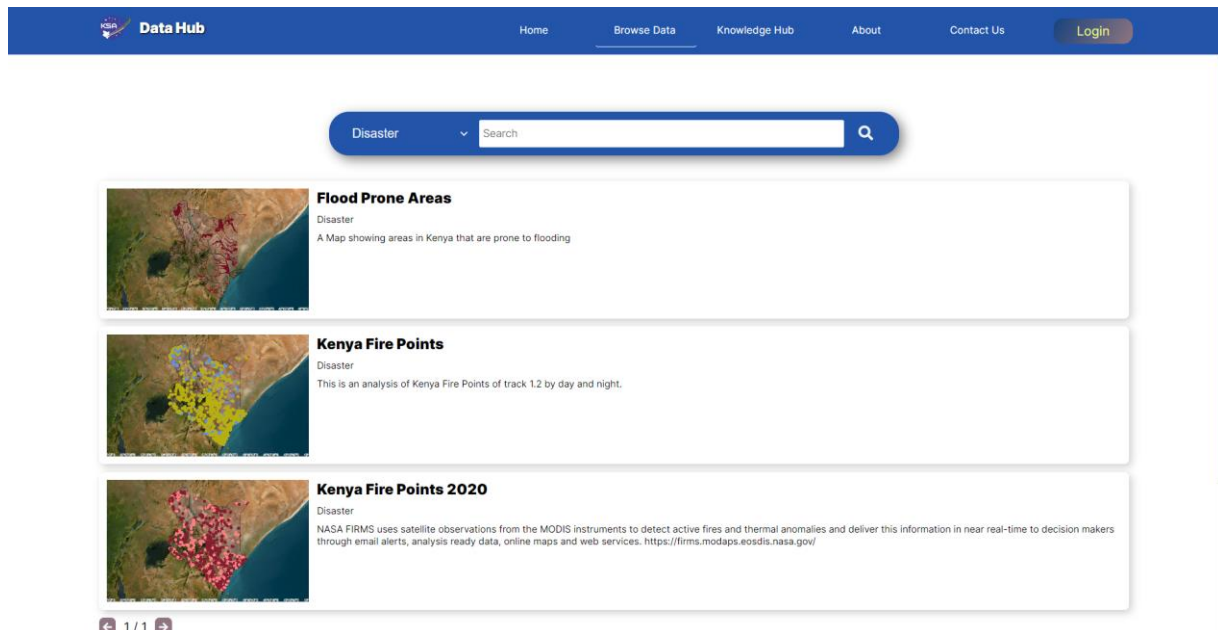 KSA
Data Hub
Home
Browse Data
Knowledge Hub
About
Contact Us
Login
Disaster
Search
Flood Prone Areas
Disaster
A Map showing areas in Kenya that are prone to flooding
Kenya Fire Points
Disaster
This is an analysis of Kenya Fire Points of track 1.2 by day and night.
Kenya Fire Points 2020
Disaster
NASA FIRMS uses satellite observations from the MODIS instruments to detect active fires and thermal anomalies and deliver this information in near real-time to decision makers
through email alerts, analysis ready data, online maps and web services. https://firms.modaps.eosdis.nasa.gov/
1 / 1